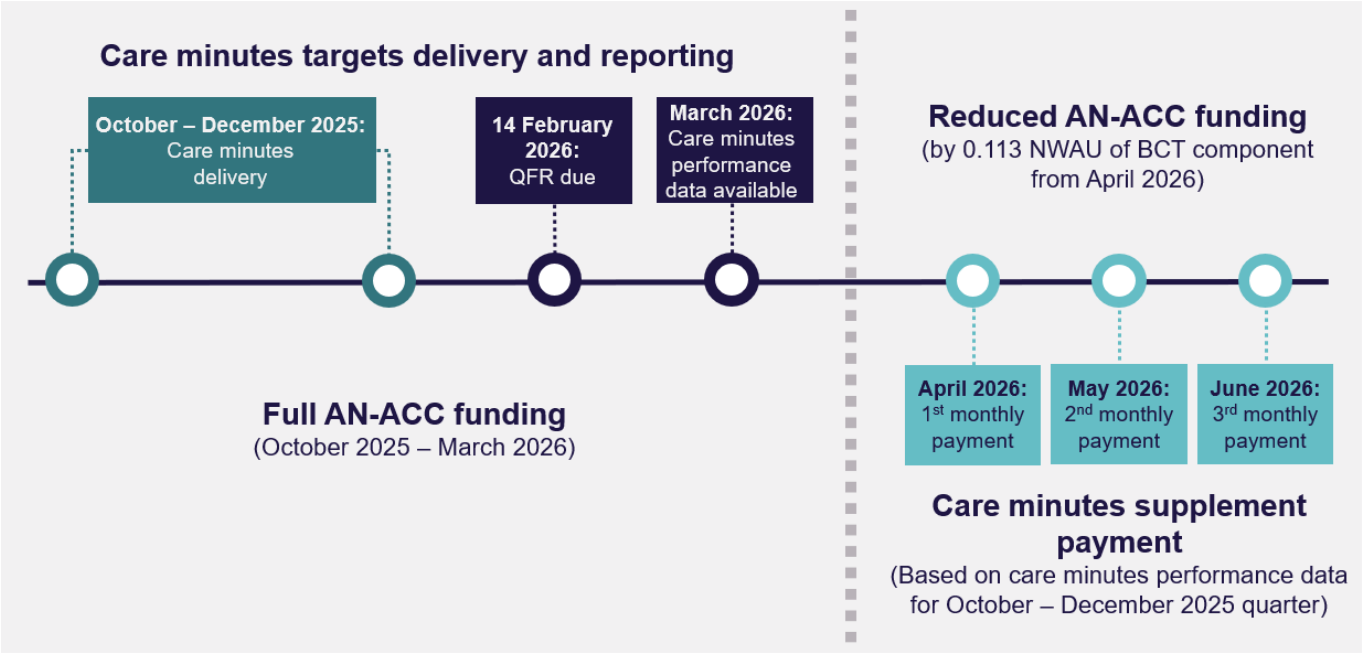 Care minutes targets delivery and reporting
October – December 2025:
Care minutes
delivery
14 February
2026:
QFR due
March 2026:
Care minutes
performance
data available
Full AN-ACC funding
(October 2025 – March 2026)
Reduced AN-ACC funding
(by 0.113 NWAU of BCT component
from April 2026)
April 2026:
1st monthly
payment
May 2026:
2nd monthly
payment
June 2026:
3rd monthly
payment
Care minutes supplement
payment
(Based on care minutes performance data
for October – December 2025 quarter)